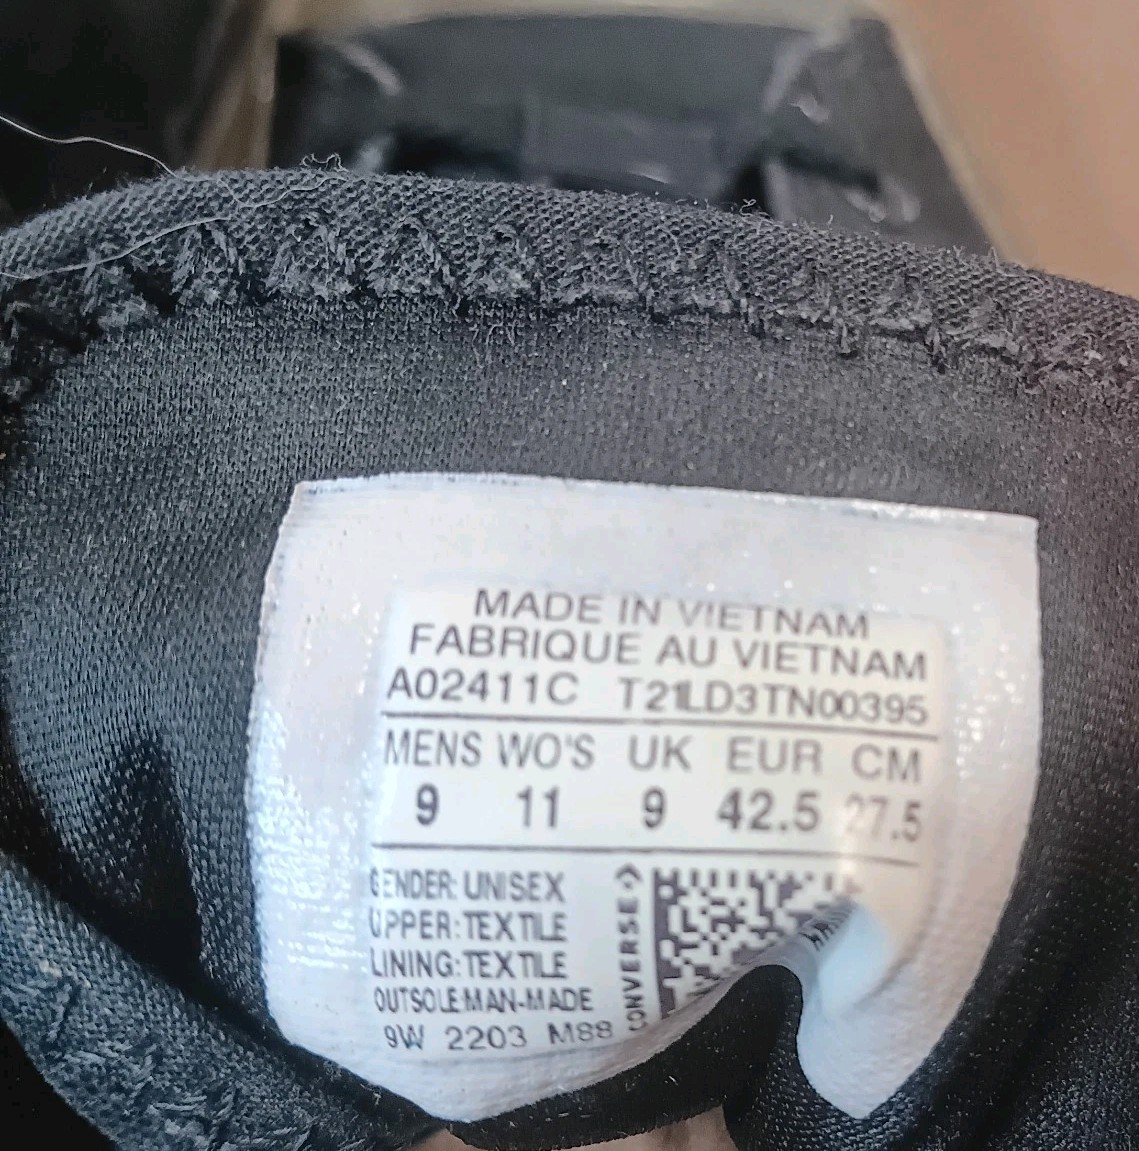 MADE IN VIETNAM
FABRIQUE AU VIETNAM
A02411C T21LD3TN00395
MENS WO'S UK EUR CM
9 11 9 42.5 27.5
GENDER: UNISEX
UPPER: TEXTILE
LINING: TEXTILE
OUTSOLE MAN-MADE
9W 2203 M88
CONVERSE